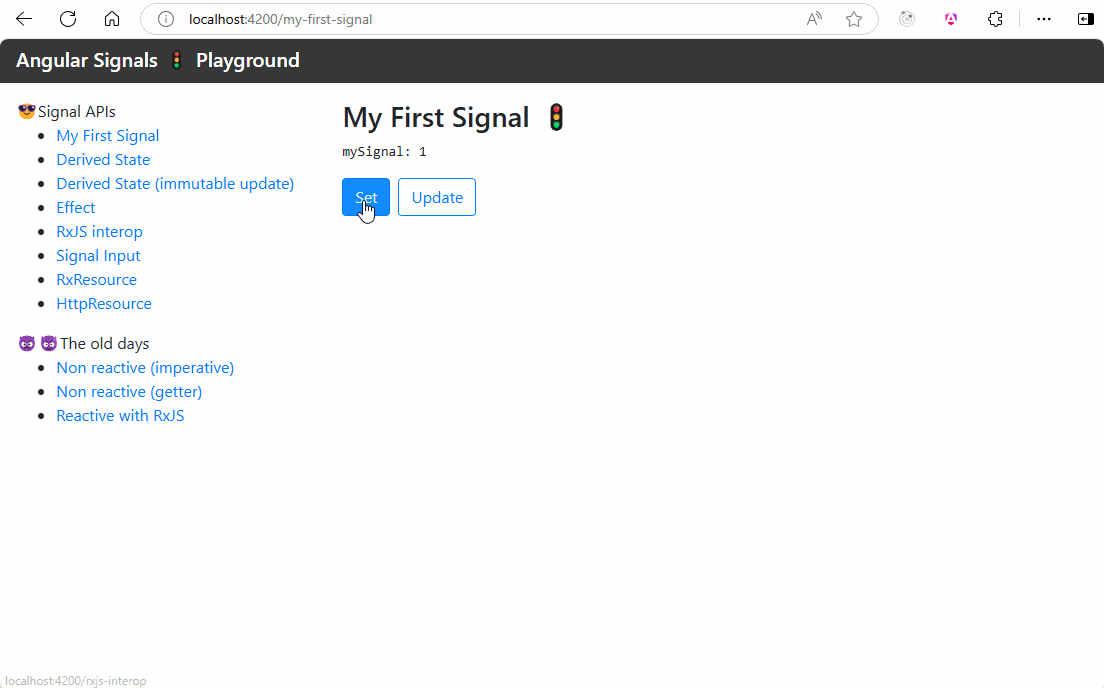 localhost:4200/my-first-signal
Angular Signals 🚦 Playground
😎Signal APIs
My First Signal
Derived State
Derived State (immutable update)
Effect
RxJS interop
Signal Input
RxResource
HttpResource
😈 😈The old days
Non reactive (imperative)
Non reactive (getter)
Reactive with RxJS
My First Signal 🚦
mySignal: 1
Set Update
localhost:4200/rxjs-interop